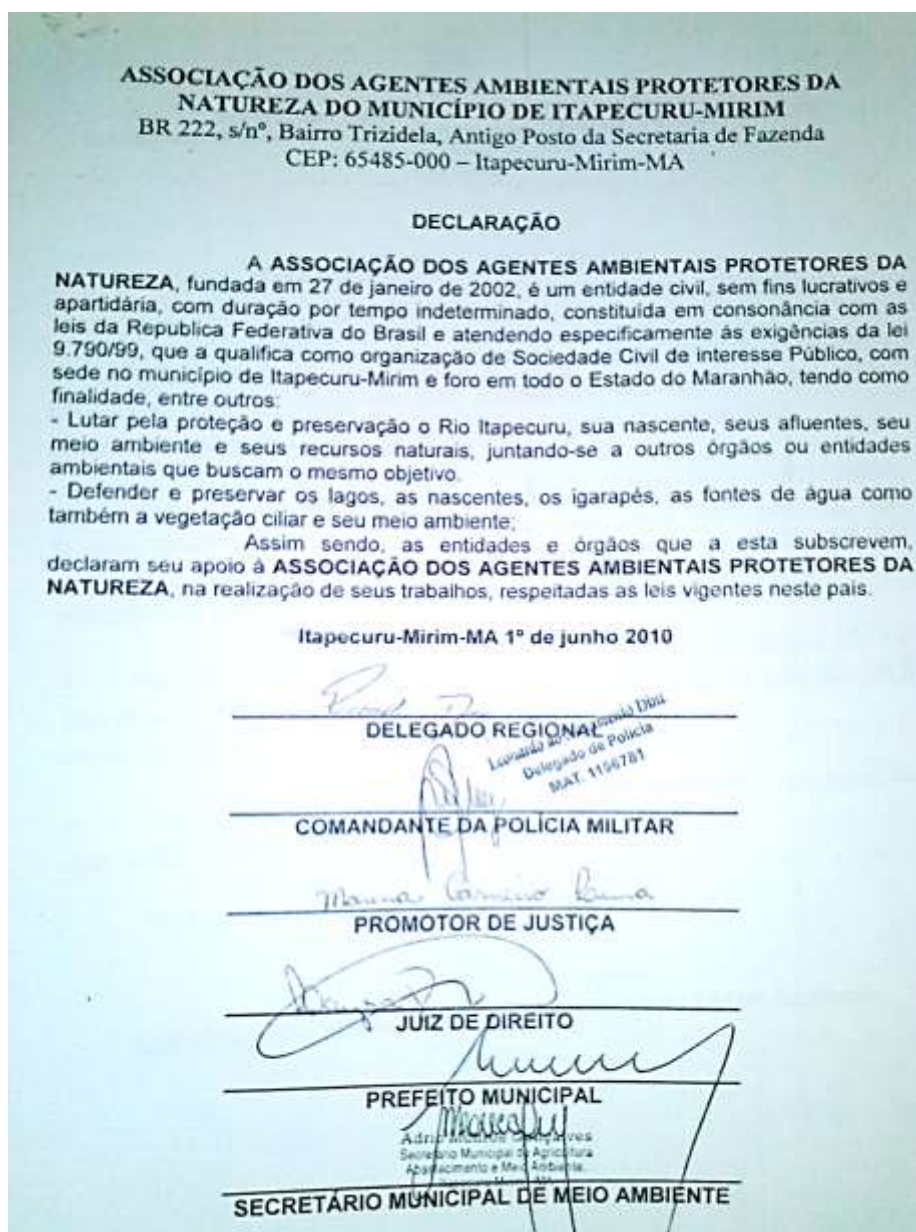 ASSOCIAÇÃO DOS AGENTES AMBIENTAIS PROTETORES DA
NATUREZA DO MUNICÍPIO DE ITAPECURU-MIRIM
BR 222, s/nº, Bairro Trizidela, Antigo Posto da Secretaria de Fazenda
CEP: 65485-000 – Itapecuru-Mirim-MA
DECLARAÇÃO
A ASSOCIAÇÃO DOS AGENTES AMBIENTAIS PROTETORES DA
NATUREZA, fundada em 27 de janeiro de 2002, é um entidade civil, sem fins lucrativos e
apartidária, com duração por tempo indeterminado, constituída em consonância com as
leis da Republica Federativa do Brasil e atendendo especificamente ás exigências da lei
9.790/99, que a qualifica como organização de Sociedade Civil de interesse Público, com
sede no município de Itapecuru-Mirim e foro em todo o Estado do Maranhão, tendo como
finalidade, entre outros:
- Lutar pela proteção e preservação o Rio Itapecuru, sua nascente, seus afluentes, seu
meio ambiente e seus recursos naturais, juntando-se a outros órgãos ou entidades
ambientais que buscam o mesmo objetivo.
- Defender e preservar os lagos, as nascentes, os igarapés, as fontes de água como
também a vegetação ciliar e seu meio ambiente;
Assim sendo, as entidades e órgãos que a esta subscrevem,
declaram seu apoio á ASSOCIAÇÃO DOS AGENTES AMBIENTAIS PROTETORES DA
NATUREZA, na realização de seus trabalhos, respeitadas as leis vigentes neste país.
Itapecuru-Mirim-MA 1º de junho 2010
DELEGADO REGIONAL
Leonardo do Nascimento Diniz
Delegado de Polícia
MAT. 1156781
COMANDANTE DA POLÍCIA MILITAR
Carneiro
PROMOTOR DE JUSTIÇA
JUIZ DE DIREITO
PREFEITO MUNICIPAL
Secretário Municipal de Agricultura
Abastecimento e Meio Ambiente
SECRETÁRIO MUNICIPAL DE MEIO AMBIENTE